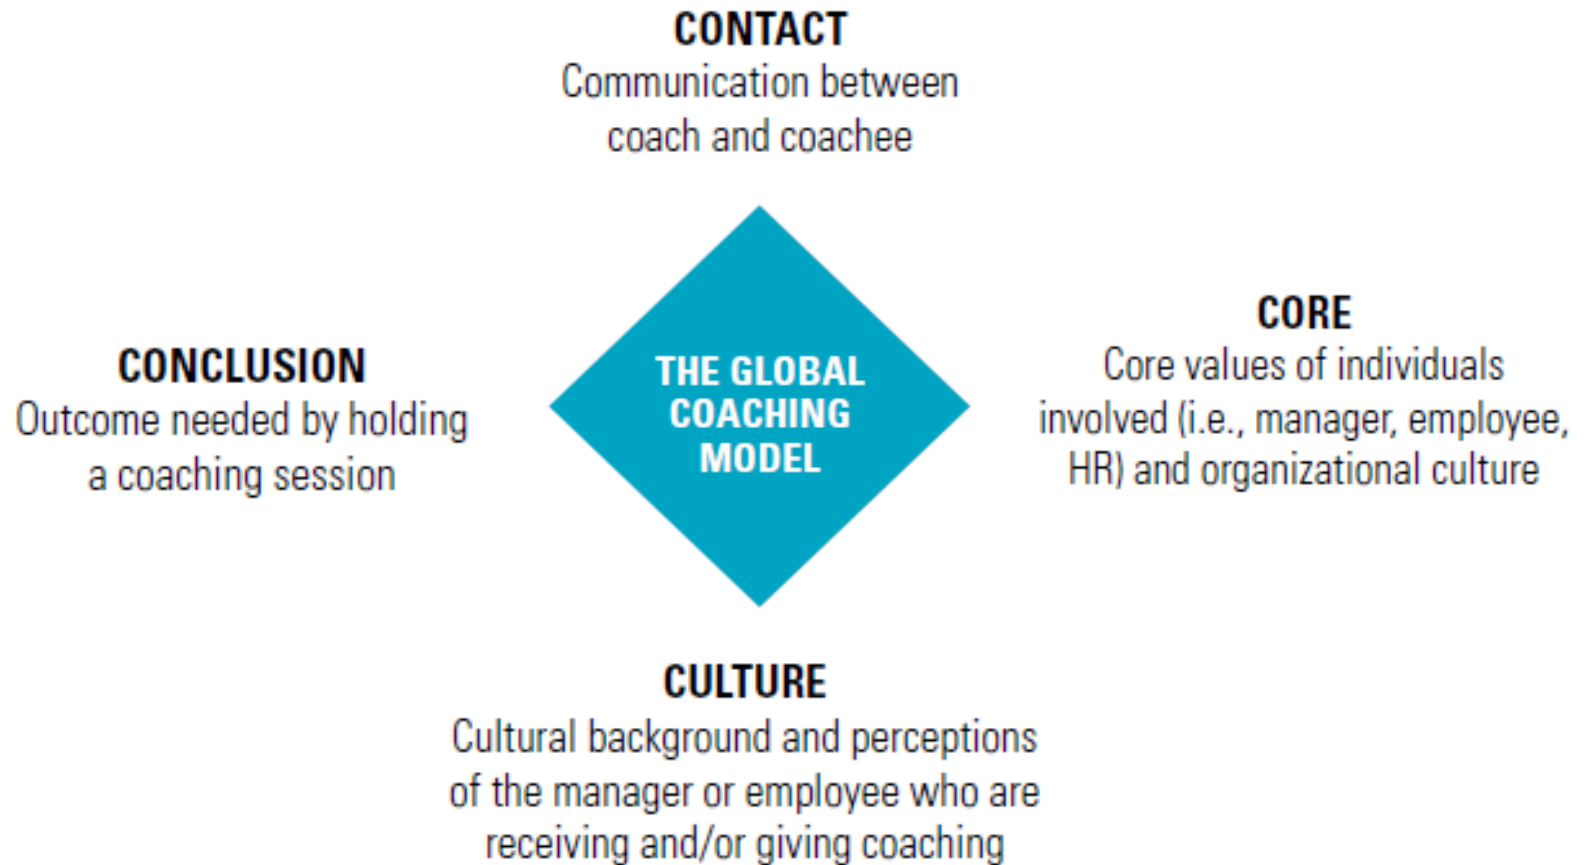 CONTACT
Communication between
coach and coachee
CONCLUSION
Outcome needed by holding
a coaching session
THE GLOBAL
COACHING
MODEL
CORE
Core values of individuals
involved (i.e., manager, employee,
HR) and organizational culture
CULTURE
Cultural background and perceptions
of the manager or employee who are
receiving and/or giving coaching